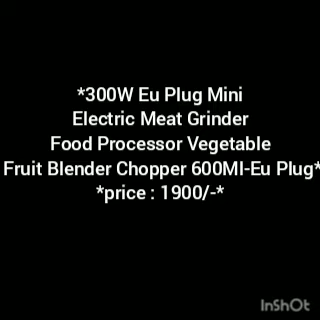 *300W Eu Plug Mini
Electric Meat Grinder
Food Processor Vegetable
Fruit Blender Chopper 600Ml-Eu Plug*
*price : 1900/-*
InShOt